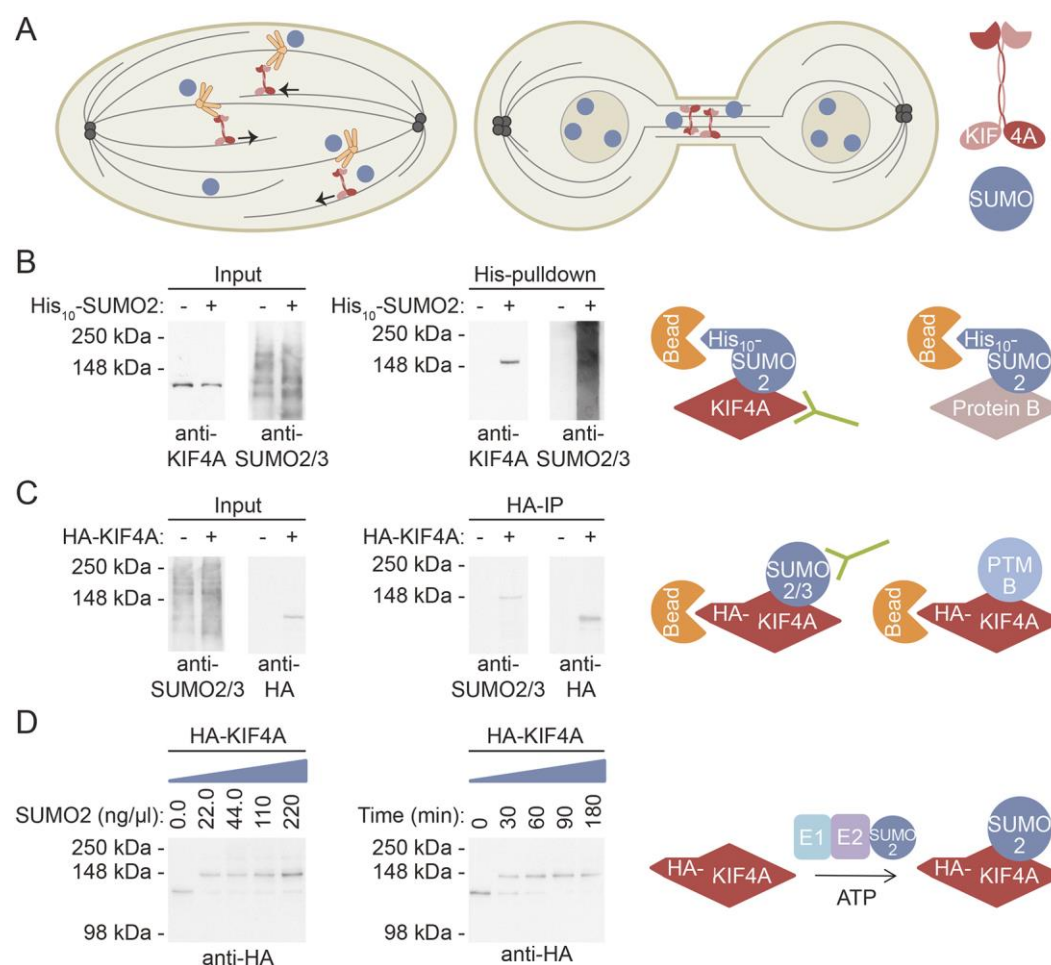 A
KIF 4A
SUMO
B
Input
His10-SUMO2: - +
250 kDa -
148 kDa -
anti-
KIF4A
anti-
SUMO2/3
His-pulldown
His10-SUMO2: - +
250 kDa -
148 kDa -
anti-
KIF4A
anti-
SUMO2/3
Bead
His10-
SUMO
2
KIF4A
Bead
His10-
SUMO
2
Protein B
C
Input
HA-KIF4A: - + - +
250 kDa -
148 kDa -
anti-
SUMO2/3
anti-
HA
HA-IP
HA-KIF4A: - + - +
250 kDa -
148 kDa -
anti-
SUMO2/3
anti-
HA
Bead
SUMO
2/3
HA-
KIF4A
Bead
PTM
B
HA-
KIF4A
D
HA-KIF4A
SUMO2 (ng/µl): 0.0 22.0 44.0 110 220
250 kDa -
148 kDa -
98 kDa -
anti-HA
HA-KIF4A
Time (min): 0 30 60 90 180
250 kDa -
148 kDa -
98 kDa -
anti-HA
HA-
KIF4A
E1 E2 SUMO
2
ATP
SUMO
2
HA-
KIF4A